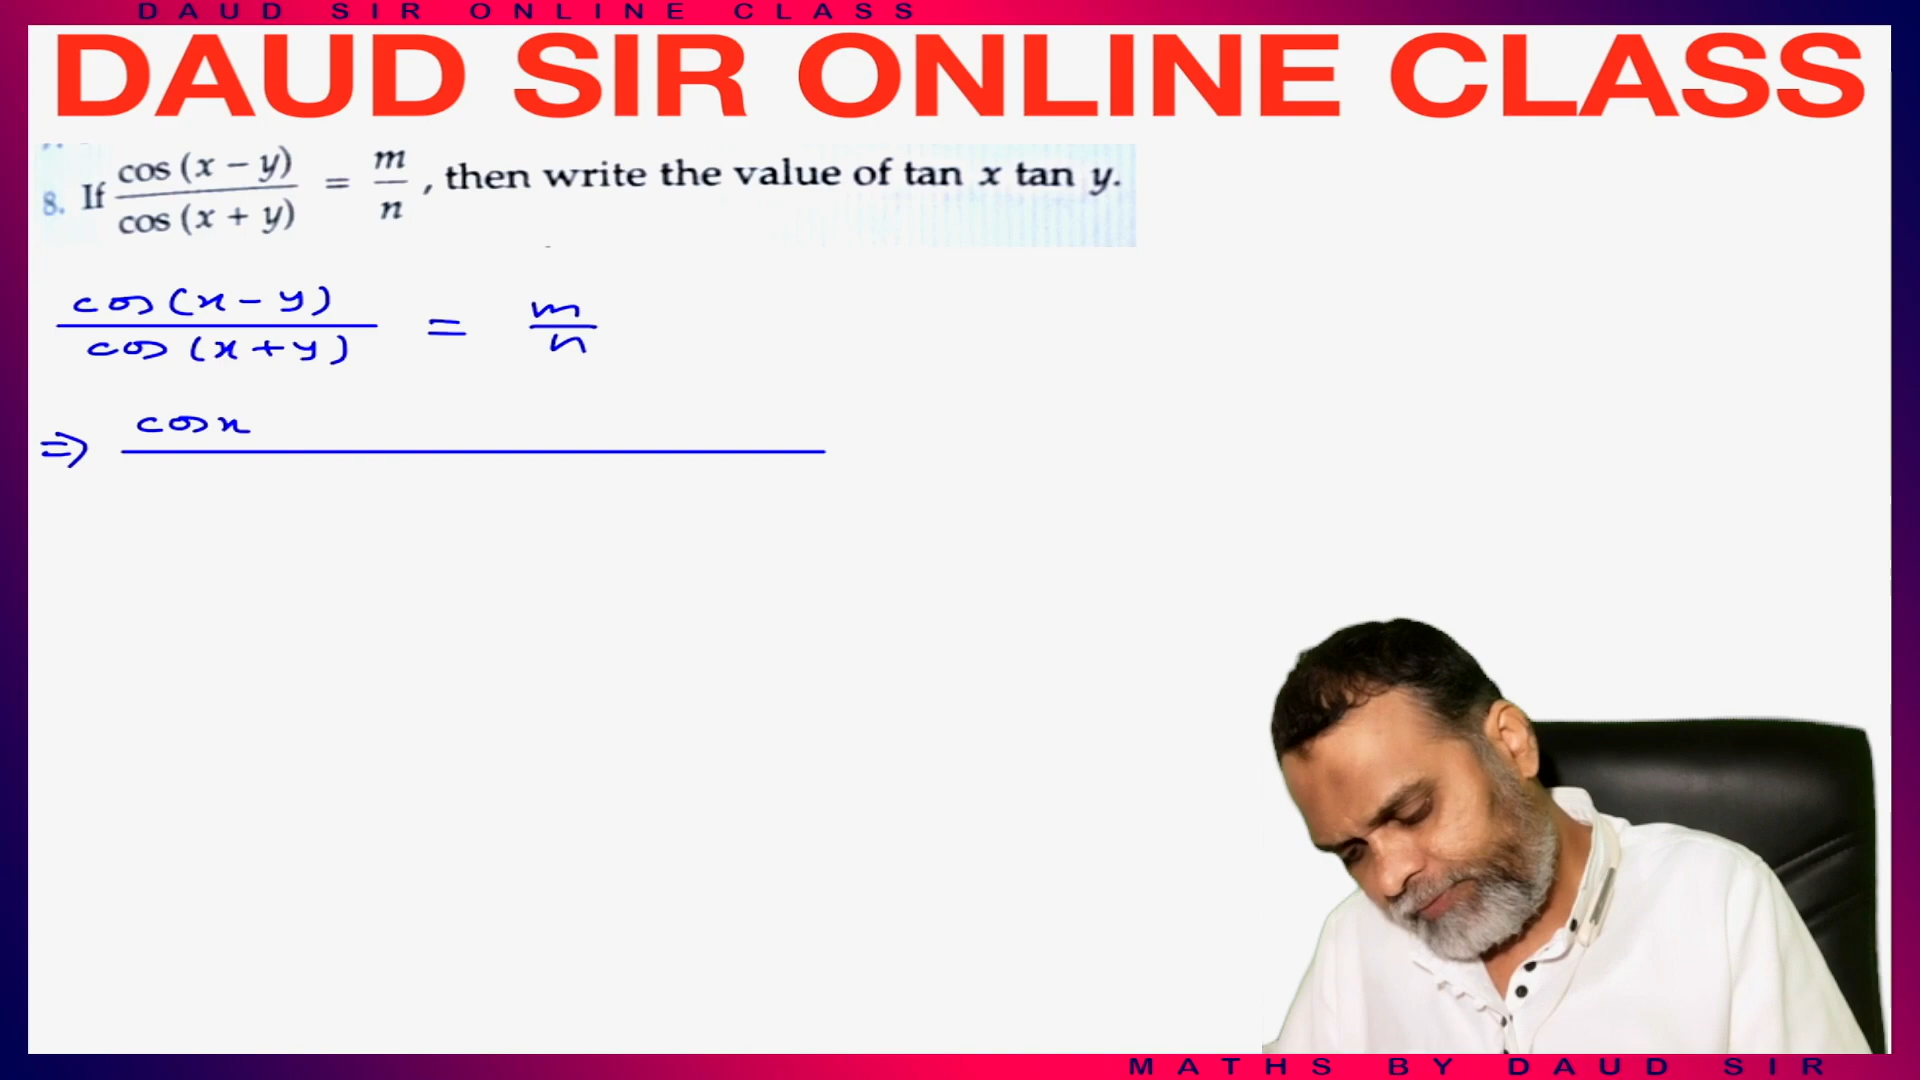 DAUD SIR ONLINE CLASS
DAUD SIR ONLINE CLASS
8. If cos (x − y) / cos (x + y) = m / n , then write the value of tan x tan y.
cos (x − y) / cos (x + y) = m / n
⇒ cos x
MATHS BY DAUD SIR